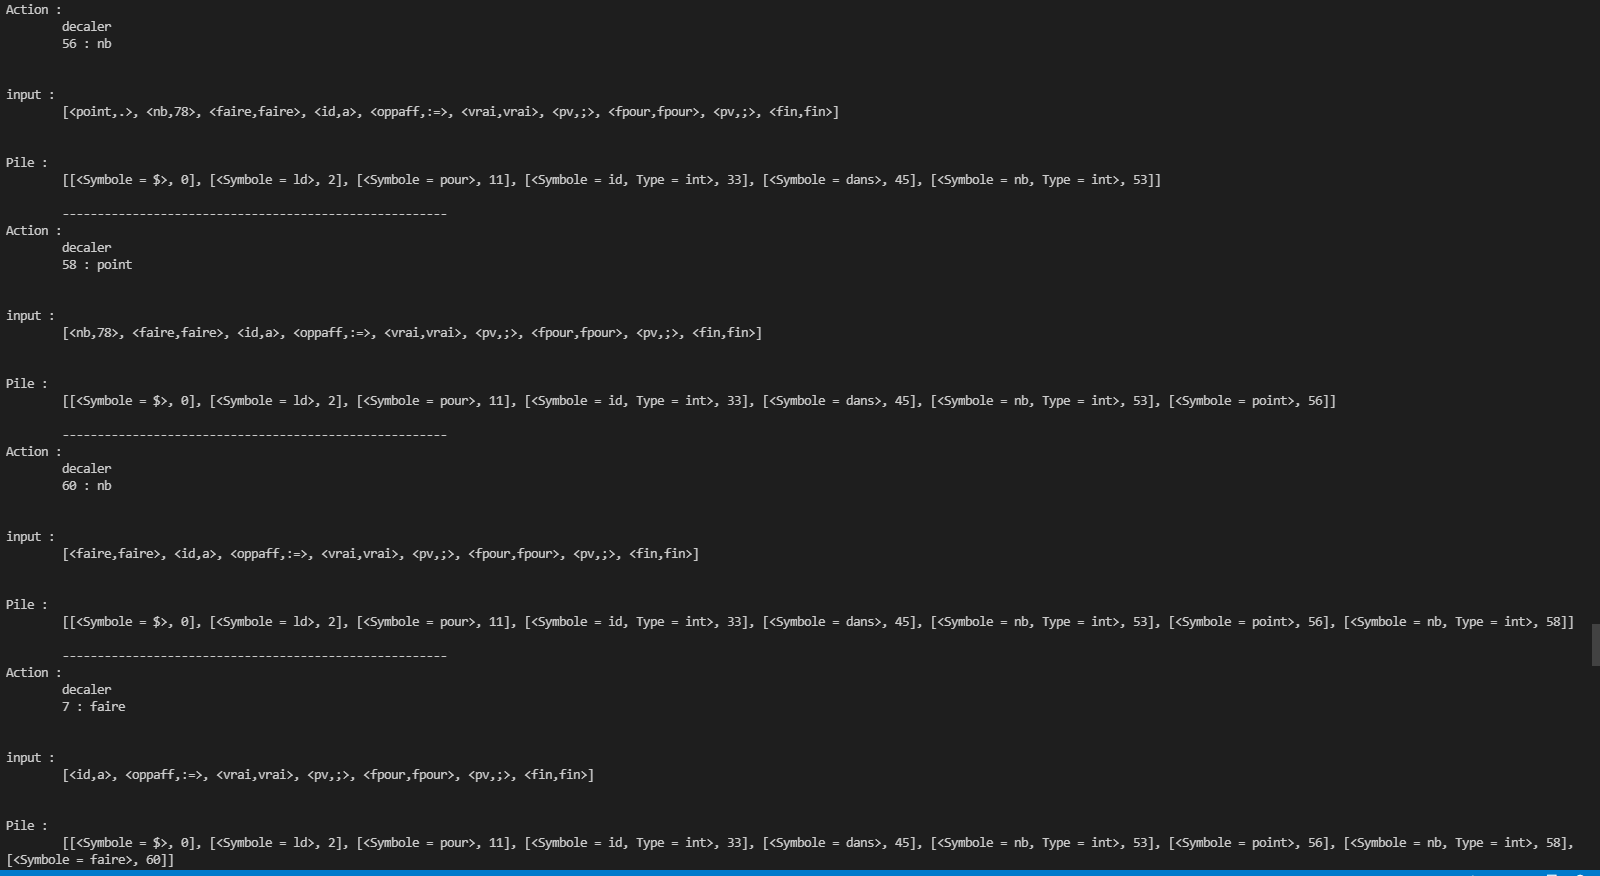 Action :
decaler
56 : nb
input :
[<point,.>, <nb,78>, <faire,faire>, <id,a>, <oppaff,:=>, <vrai,vrai>, <pv,;>, <fpour,fpour>, <pv,;>, <fin,fin>]
Pile :
[[<Symbole = $>, 0], [<Symbole = ld>, 2], [<Symbole = pour>, 11], [<Symbole = id, Type = int>, 33], [<Symbole = dans>, 45], [<Symbole = nb, Type = int>, 53]]
-------------------------------------------------------
Action :
decaler
58 : point
input :
[<nb,78>, <faire,faire>, <id,a>, <oppaff,:=>, <vrai,vrai>, <pv,;>, <fpour,fpour>, <pv,;>, <fin,fin>]
Pile :
[[<Symbole = $>, 0], [<Symbole = ld>, 2], [<Symbole = pour>, 11], [<Symbole = id, Type = int>, 33], [<Symbole = dans>, 45], [<Symbole = nb, Type = int>, 53], [<Symbole = point>, 56]]
-------------------------------------------------------
Action :
decaler
60 : nb
input :
[<faire,faire>, <id,a>, <oppaff,:=>, <vrai,vrai>, <pv,;>, <fpour,fpour>, <pv,;>, <fin,fin>]
Pile :
[[<Symbole = $>, 0], [<Symbole = ld>, 2], [<Symbole = pour>, 11], [<Symbole = id, Type = int>, 33], [<Symbole = dans>, 45], [<Symbole = nb, Type = int>, 53], [<Symbole = point>, 56], [<Symbole = nb, Type = int>, 58]]
-------------------------------------------------------
Action :
decaler
7 : faire
input :
[<id,a>, <oppaff,:=>, <vrai,vrai>, <pv,;>, <fpour,fpour>, <pv,;>, <fin,fin>]
Pile :
[[<Symbole = $>, 0], [<Symbole = ld>, 2], [<Symbole = pour>, 11], [<Symbole = id, Type = int>, 33], [<Symbole = dans>, 45], [<Symbole = nb, Type = int>, 53], [<Symbole = point>, 56], [<Symbole = nb, Type = int>, 58],
[<Symbole = faire>, 60]]